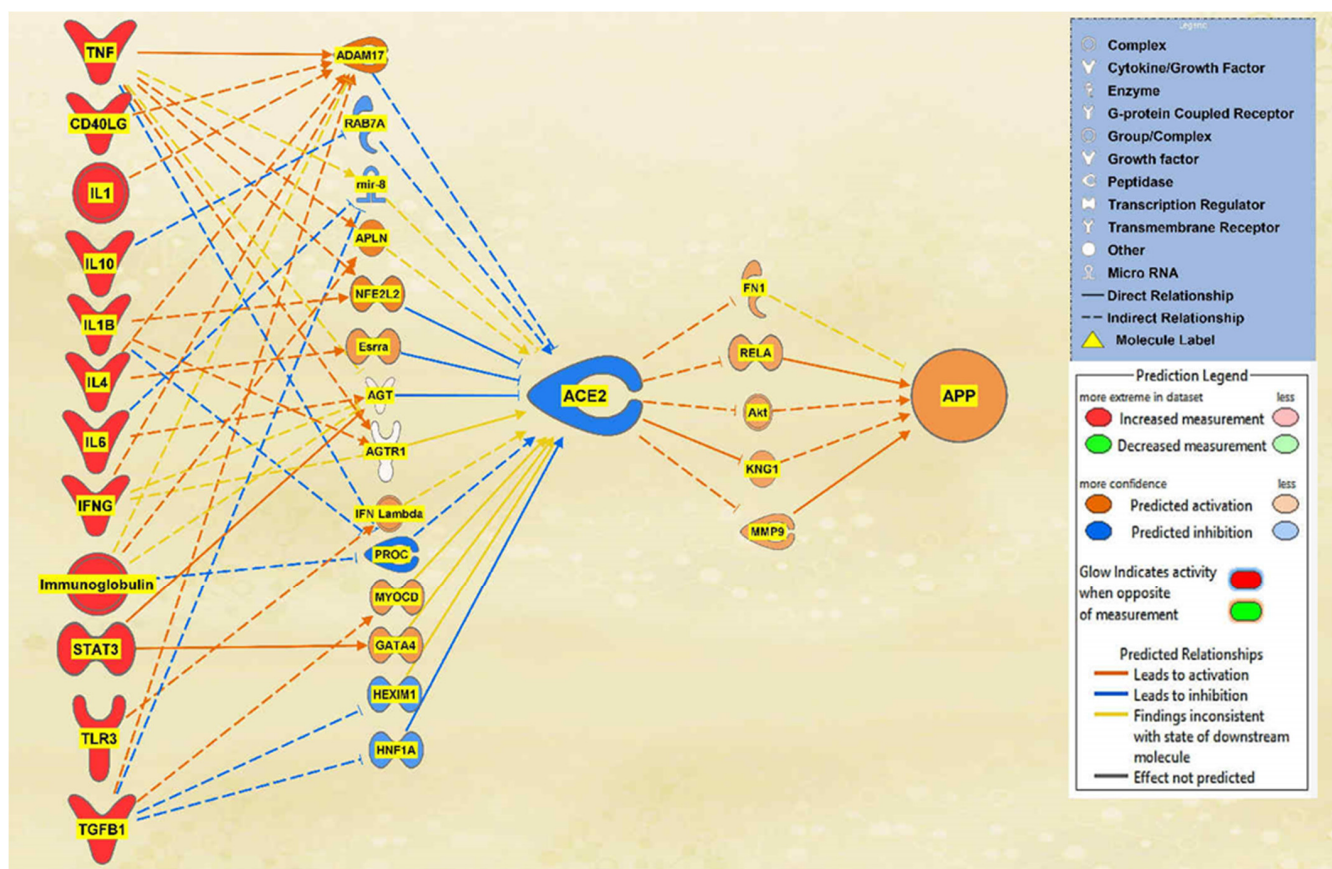 TNF
CD40LG
IL1
IL10
IL1B
IL4
IL6
IFNG
Immunoglobulin
STAT3
TLR3
TGFB1
ADAM17
RAB7A
mir-8
APLN
NFE2L2
Esrra
AGT
AGTR1
IFN Lambda
PROC
MYOCD
GATA4
HEXIM1
HNF1A
ACE2
FN1
RELA
Akt
KNG1
MMP9
APP
Legend
Complex
Cytokine/Growth Factor
Enzyme
G-protein Coupled Receptor
Group/Complex
Growth factor
Peptidase
Transcription Regulator
Transmembrane Receptor
Other
Micro RNA
Direct Relationship
Indirect Relationship
Molecule Label
Prediction Legend
more extreme in dataset less
Increased measurement
Decreased measurement
more confidence less
Predicted activation
Predicted inhibition
Glow Indicates activity
when opposite
of measurement
Predicted Relationships
Leads to activation
Leads to inhibition
Findings inconsistent
with state of downstream
molecule
Effect not predicted